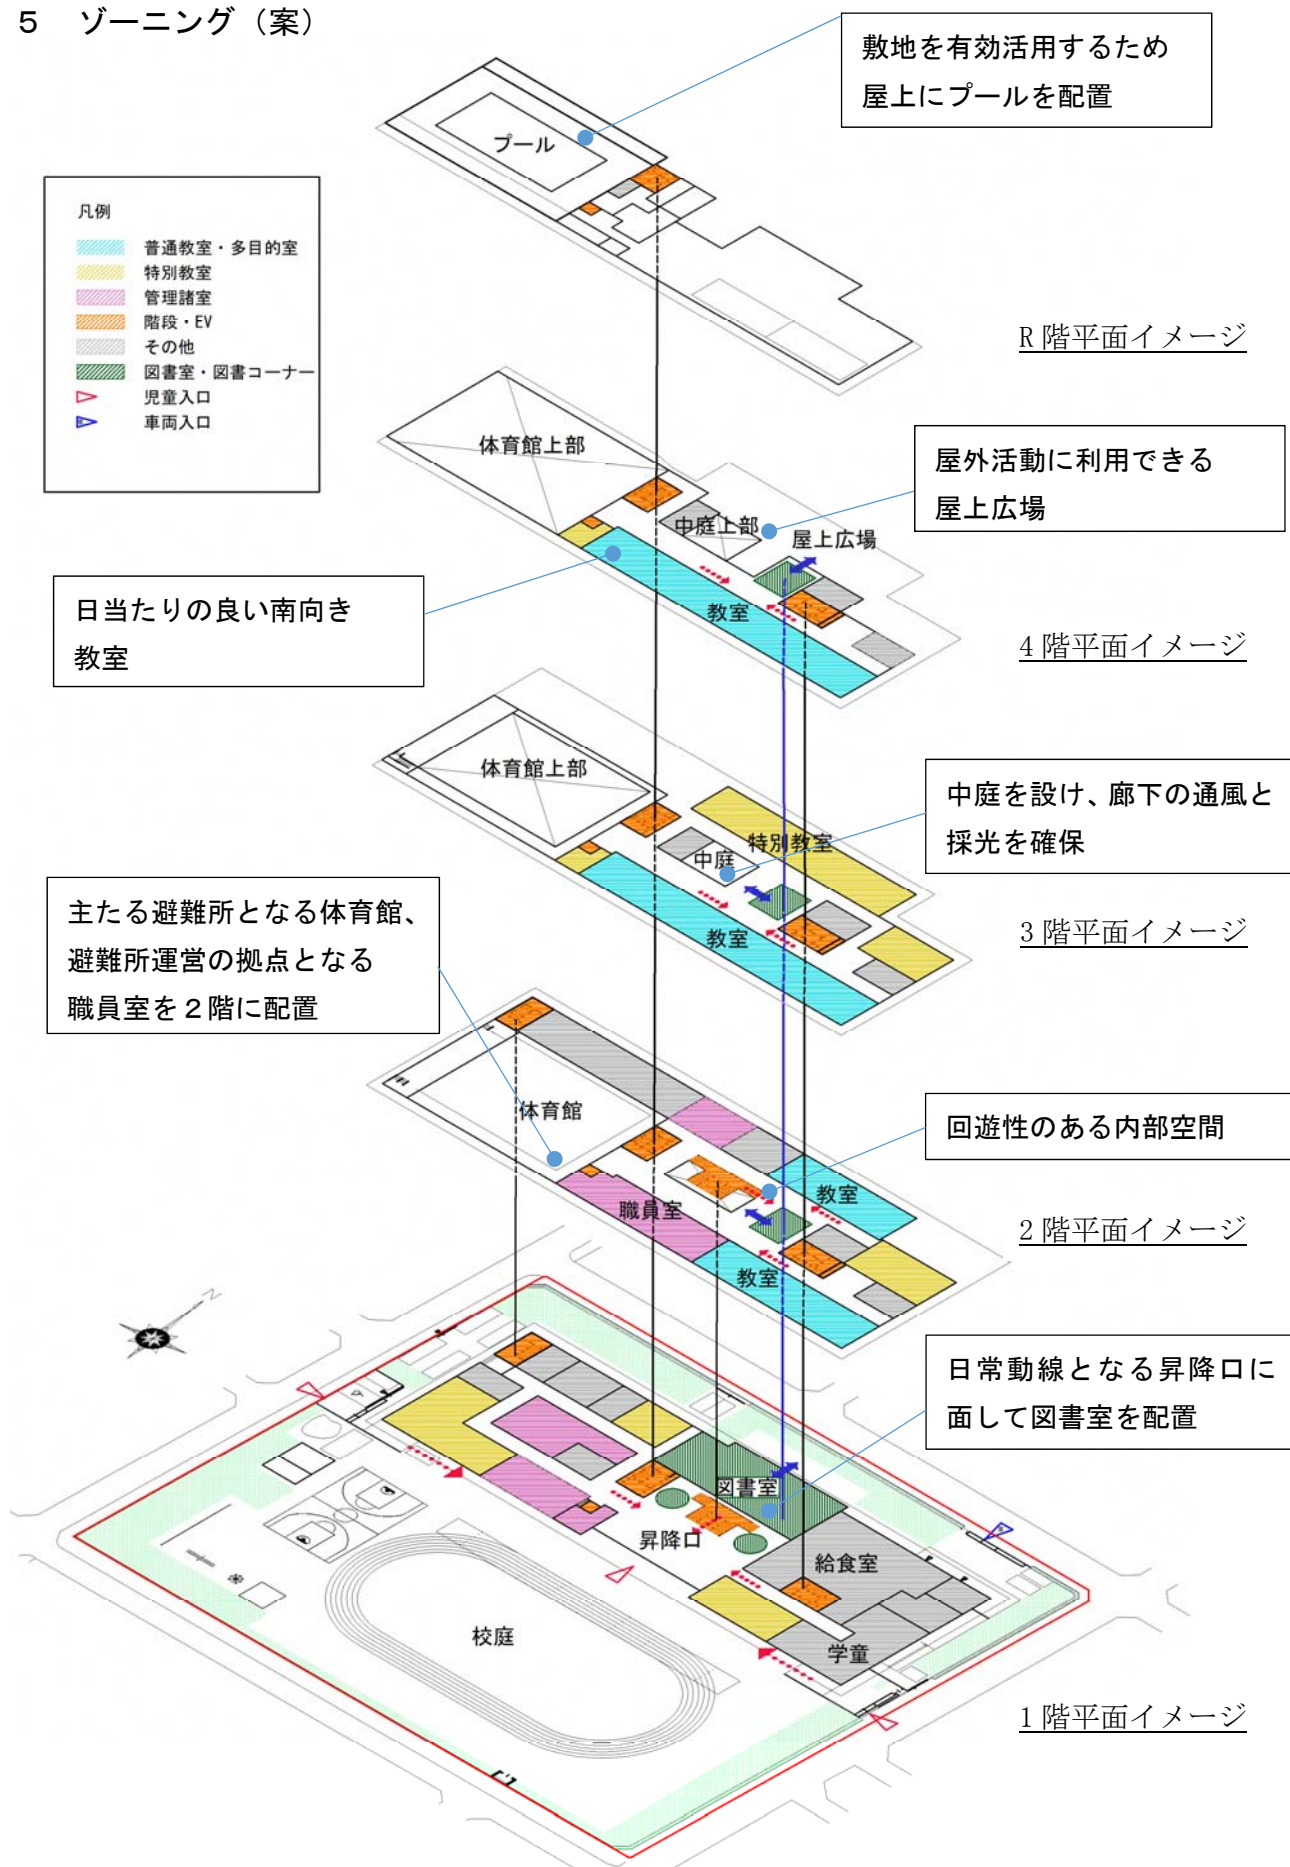 ５　ゾーニング（案）
敷地を有効活用するため
屋上にプールを配置
プール
凡例
普通教室・多目的室
特別教室
管理諸室
階段・EV
その他
図書室・図書コーナー
児童入口
車両入口
R 階平面イメージ
体育館上部
屋外活動に利用できる
屋上広場
中庭上部
屋上広場
日当たりの良い南向き
教室
教室
4 階平面イメージ
体育館上部
中庭を設け、廊下の通風と
採光を確保
特別教室
中庭
主たる避難所となる体育館、
避難所運営の拠点となる
職員室を２階に配置
教室
3 階平面イメージ
体育館
回遊性のある内部空間
教室
職員室
2 階平面イメージ
教室
N
日常動線となる昇降口に
面して図書室を配置
図書室
昇降口
給食室
校庭
学童
1 階平面イメージ